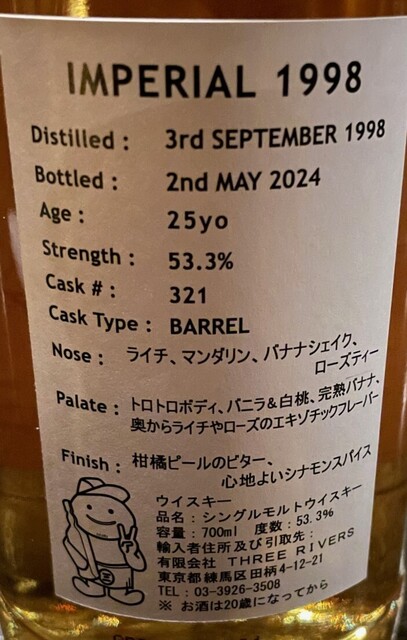 IMPERIAL 1998
Distilled : 3rd SEPTEMBER 1998
Bottled : 2nd MAY 2024
Age : 25yo
Strength : 53.3%
Cask # : 321
Cask Type : BARREL
Nose : ライチ、マンダリン、バナナシェイク、
ローズティー
Palate : トロトロボディ、バニラ&白桃、完熟バナナ、
奥からライチやローズのエキゾチックフレーバー
Finish : 柑橘ピールのビター、
心地よいシナモンスパイス
ウイスキー
品名：シングルモルトウイスキー
容量：700ml 度数：53.3%
輸入者住所及び引取先：
有限会社 THREE RIVERS
東京都練馬区田柄4-12-21
TEL：03-3926-3508
※ お酒は20歳になってから